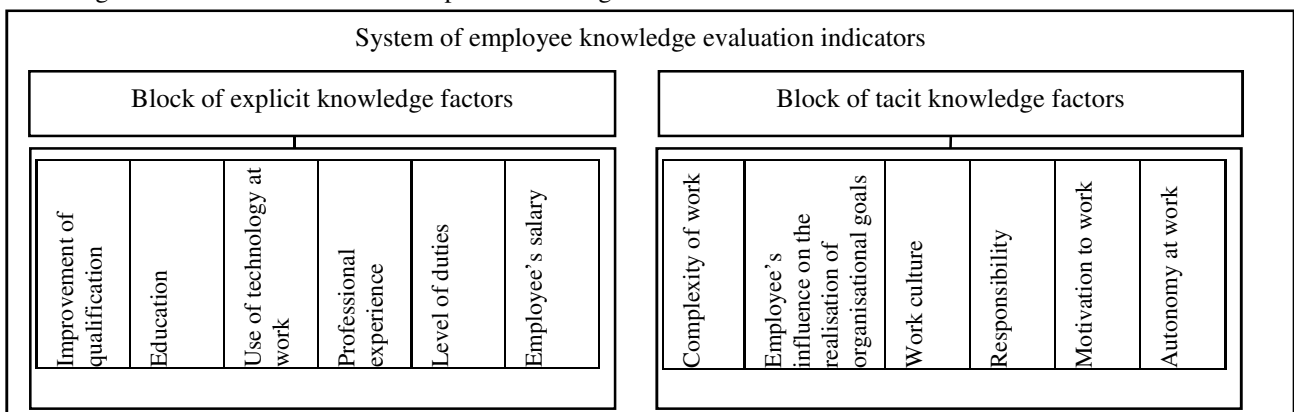 System of employee knowledge evaluation indicators
Block of explicit knowledge factors
Improvement of
qualification
Education
Use of technology at
work
Professional
experience
Level of duties
Employee's salary
Block of tacit knowledge factors
Complexity of work
Employee's
influence on the
realisation of
organisational goals
Work culture
Responsibility
Motivation to work
Autonomy at work